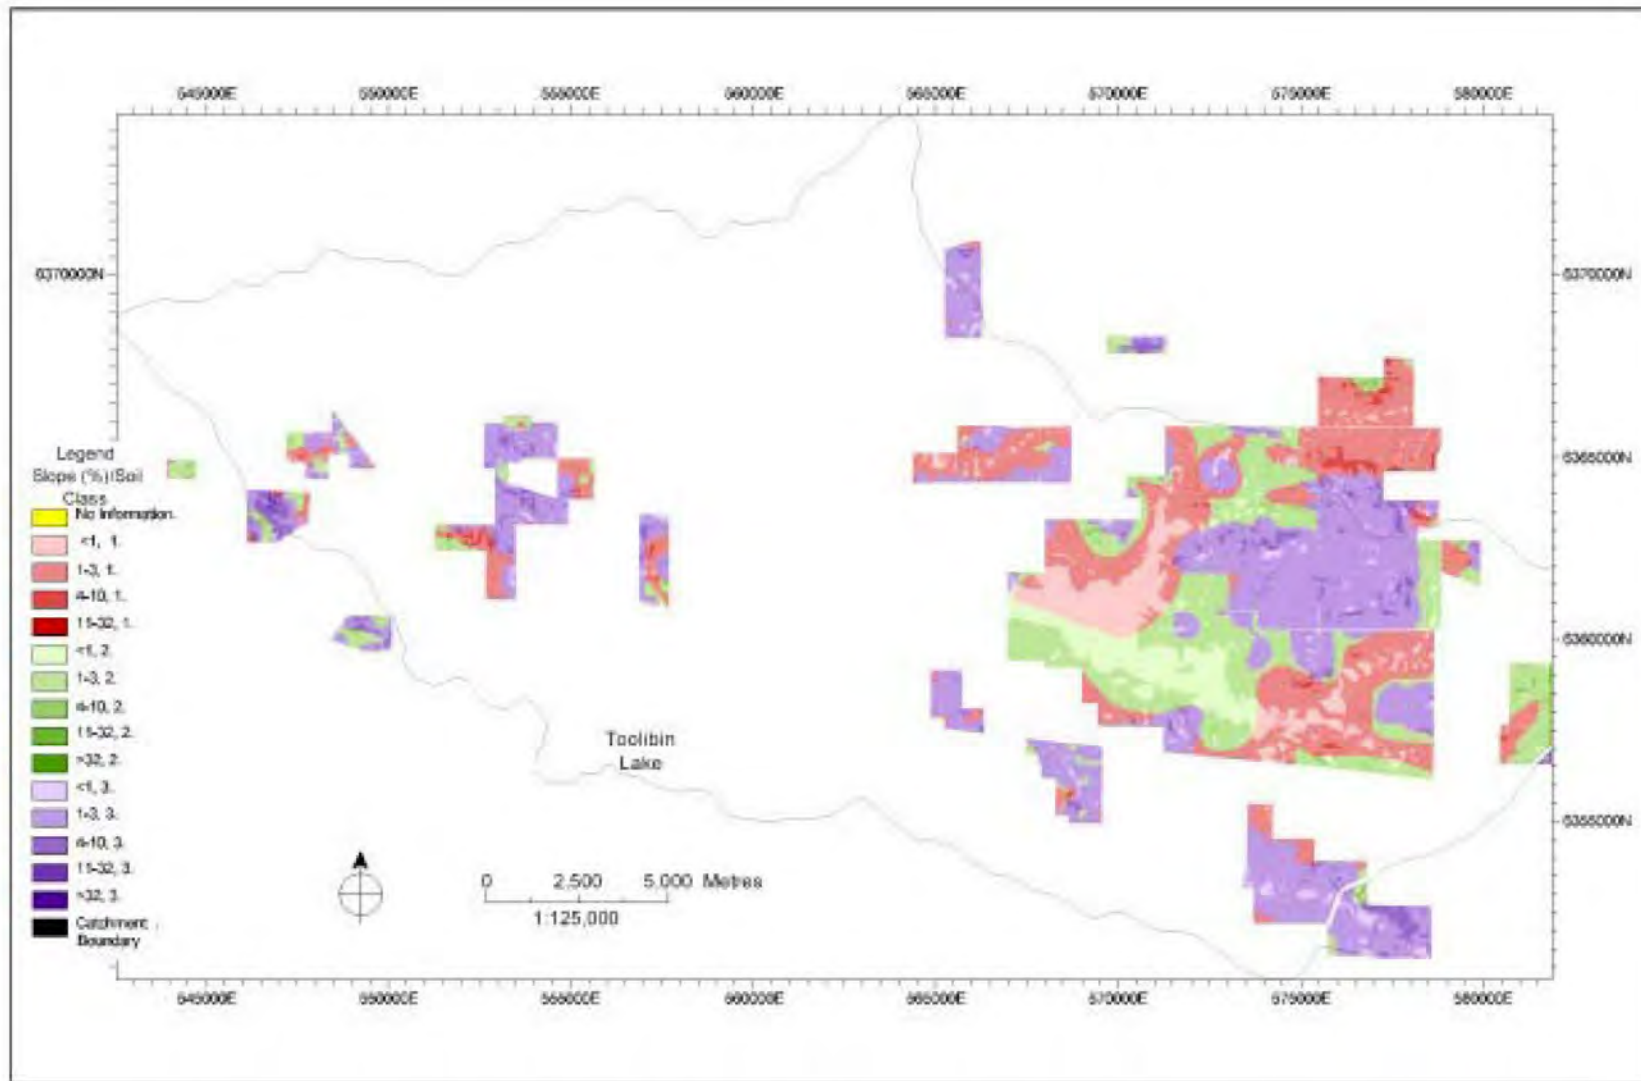 545000E 550000E 555000E 560000E 565000E 570000E 575000E 580000E
6370000N 6370000N
Legend
Slope (%)/Soil
Class
No Information.
<1, 1.
1-3, 1.
4-10, 1.
11-32, 1.
<1, 2.
1-3, 2.
4-10, 2.
11-32, 2.
>32, 2.
<1, 3.
1-3, 3.
4-10, 3.
11-32, 3.
>32, 3.
Catchment
Boundary
6365000N
6360000N
6355000N
Toolibin
Lake
0 2,500 5,000 Metres
1:125,000
545000E 550000E 555000E 560000E 565000E 570000E 575000E 580000E